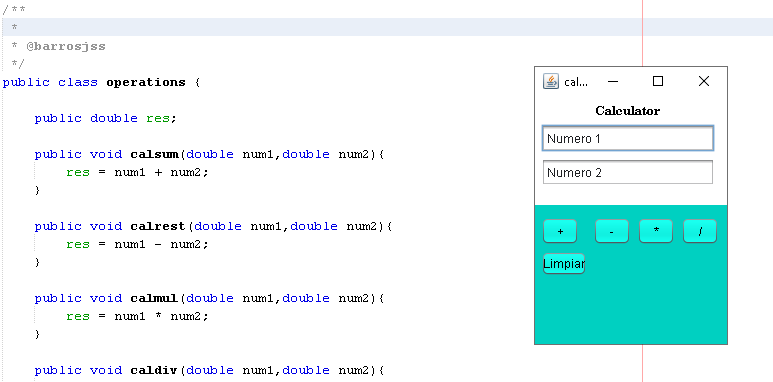 /**
*
* @barrosjss
*/
public class operations {
public double res;
public void calsum(double num1,double num2){
res = num1 + num2;
}
public void calrest(double num1,double num2){
res = num1 - num2;
}
public void calmul(double num1,double num2){
res = num1 * num2;
}
public void caldiv(double num1,double num2){
cal...
Calculator
Numero 1
Numero 2
+ - * /
Limpiar